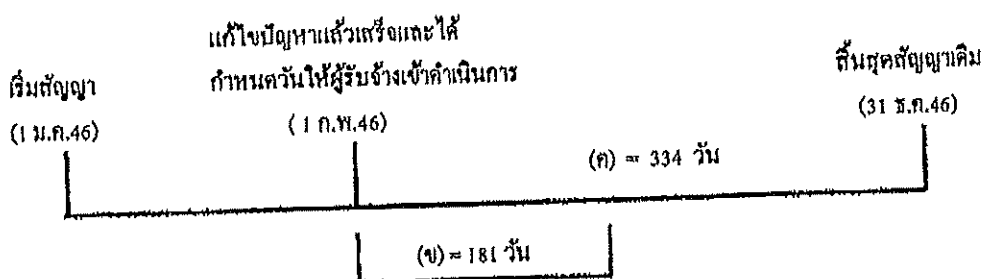 แก้ไขปัญหาแล้วเสร็จและได้
กำหนดวันให้ผู้รับจ้างเข้าดำเนินการ
(1 ก.พ.46)
เริ่มสัญญา
(1 ม.ค.46)
สิ้นสุดสัญญาเดิม
(31 ธ.ค.46)
(ค) = 334 วัน
(ข) = 181 วัน